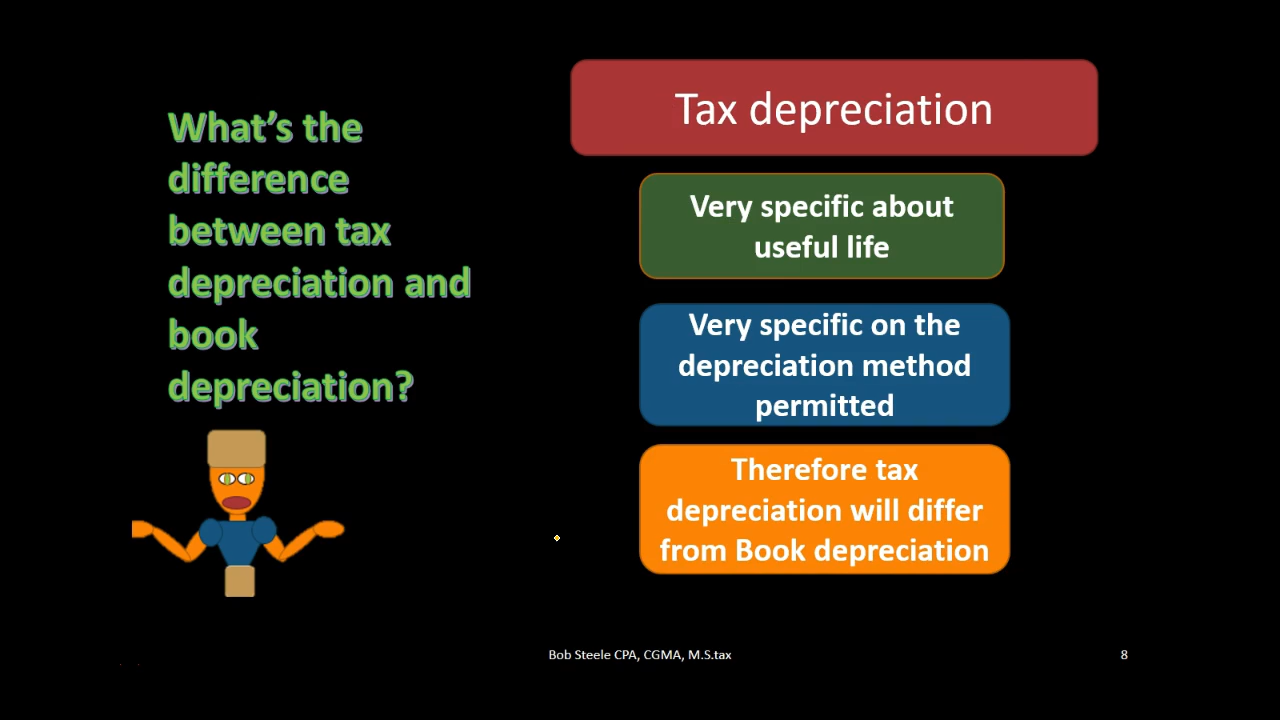 What's the
difference
between tax
depreciation and
book
depreciation?
Tax depreciation
Very specific about
useful life
Very specific on the
depreciation method
permitted
Therefore tax
depreciation will differ
from Book depreciation
Bob Steele CPA, CGMA, M.S.tax
8